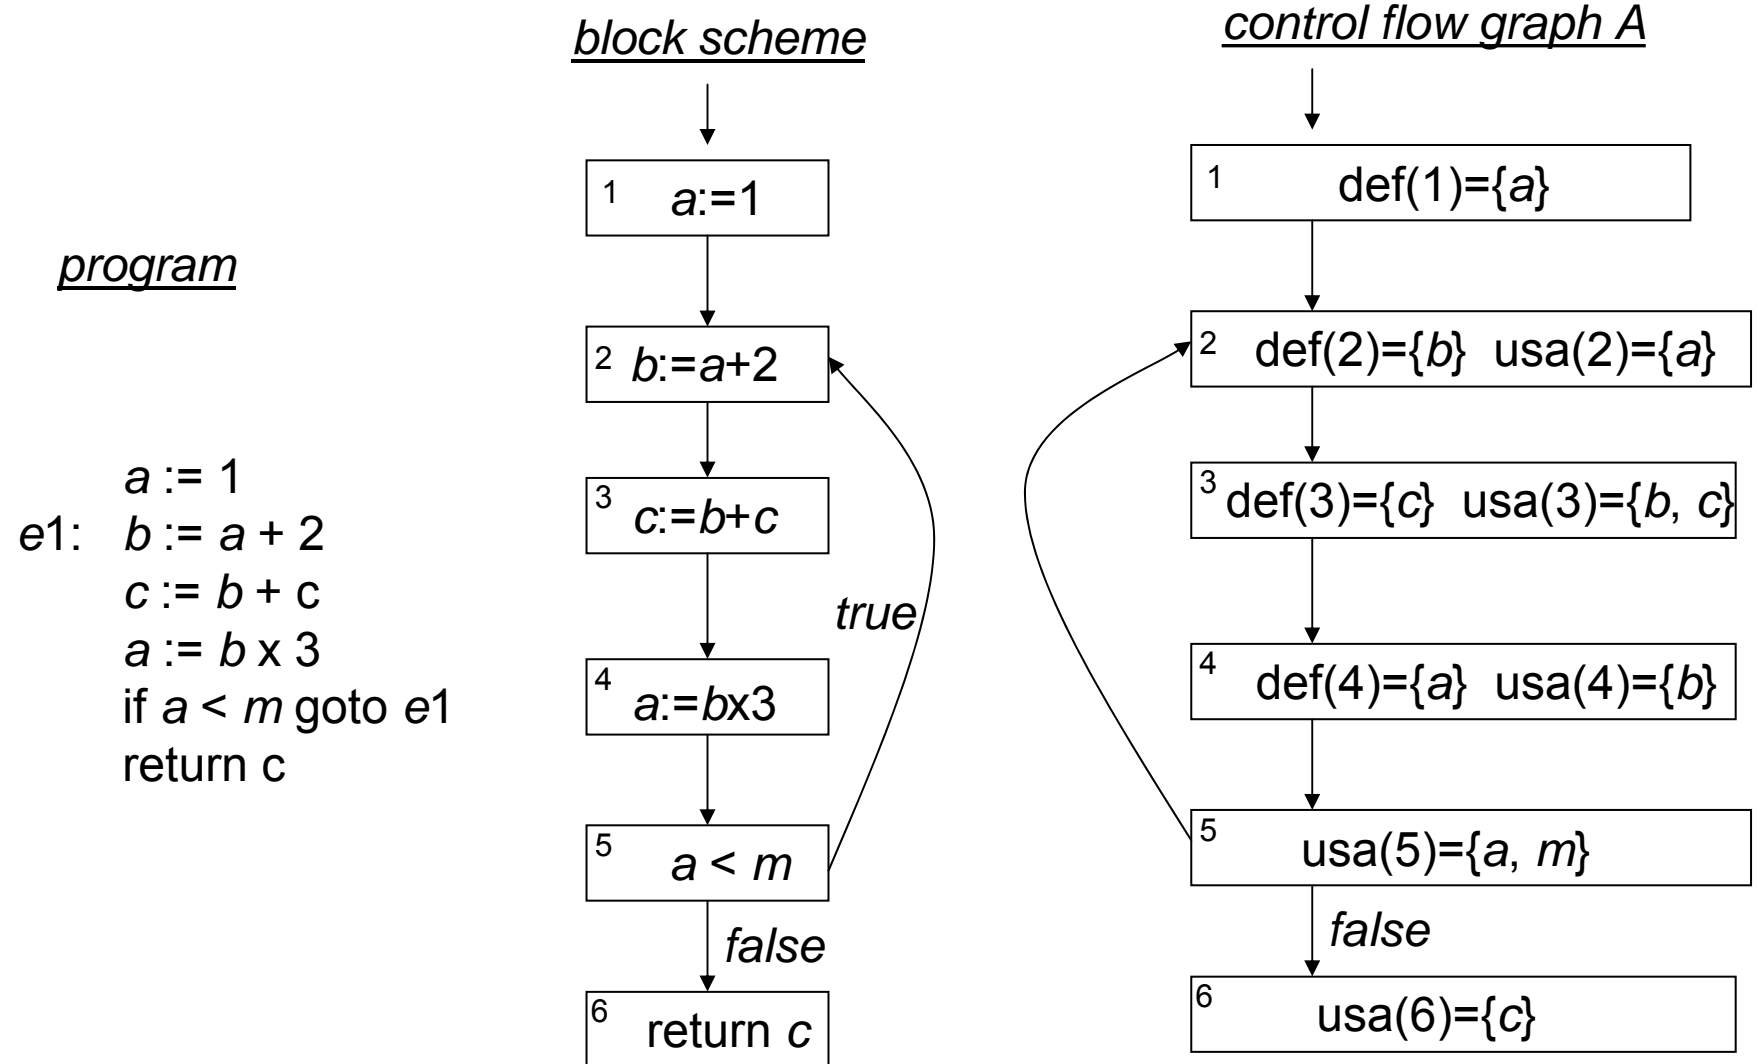 program
a := 1
e1: b := a + 2
c := b + c
a := b x 3
if a < m goto e1
return c
block scheme
1 a:=1
2 b:=a+2
3 c:=b+c
4 a:=bx3
true
5 a < m
false
6 return c
control flow graph A
1 def(1)={a}
2 def(2)={b} usa(2)={a}
3 def(3)={c} usa(3)={b, c}
4 def(4)={a} usa(4)={b}
5 usa(5)={a, m}
false
6 usa(6)={c}